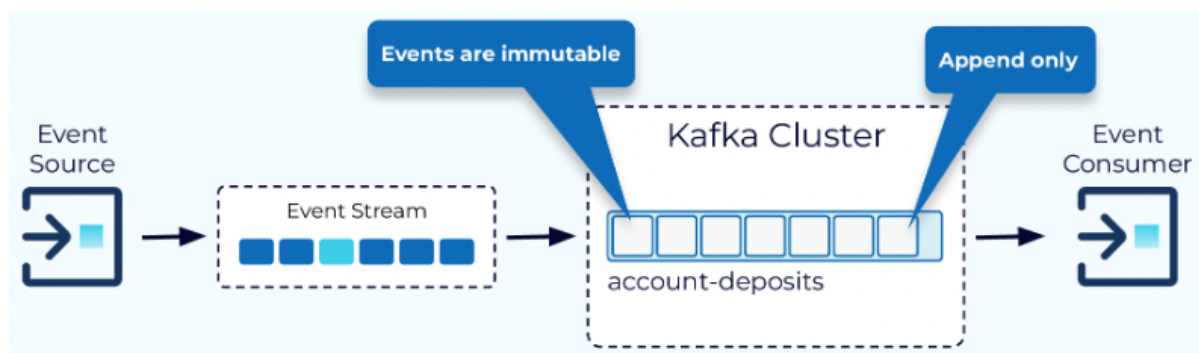 Events are immutable
Append only
Event
Source
Event Stream
Kafka Cluster
account-deposits
Event
Consumer